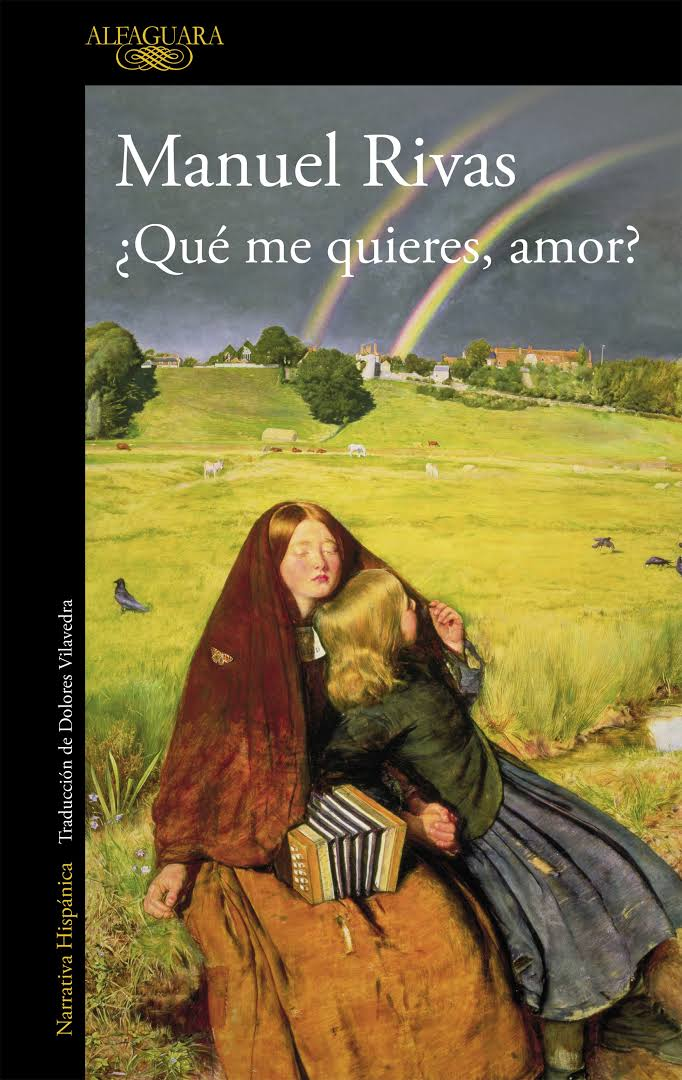 ALFAGUARA
Manuel Rivas
¿Qué me quieres, amor?
Narrativa Hispánica Traducción de Dolores Vilavedra